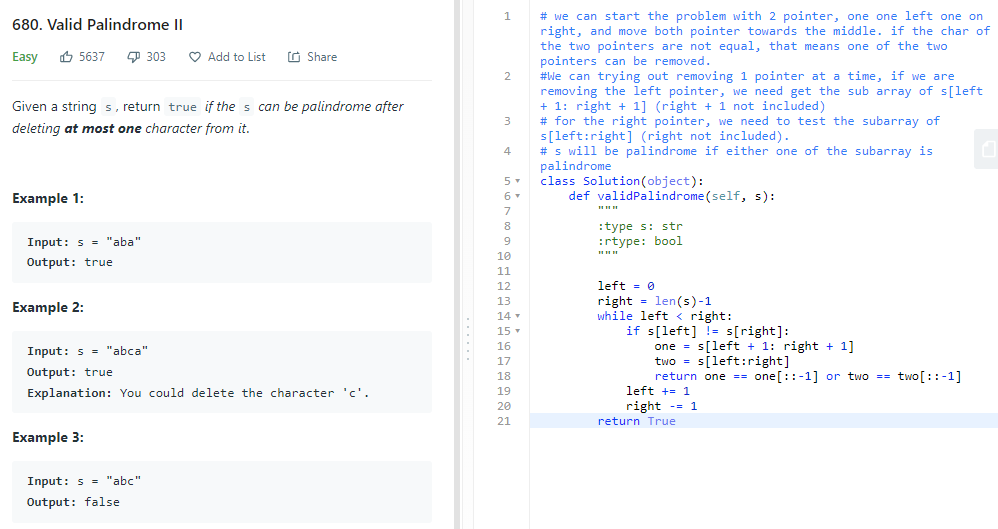 680. Valid Palindrome II
Easy 5637 303 Add to List Share
Given a string s, return true if the s can be palindrome after
deleting at most one character from it.
Example 1:
Input: s = "aba"
Output: true
Example 2:
Input: s = "abca"
Output: true
Explanation: You could delete the character 'c'.
Example 3:
Input: s = "abc"
Output: false
1 # we can start the problem with 2 pointer, one one left one on
right, and move both pointer towards the middle. if the char of
the two pointers are not equal, that means one of the two
pointers can be removed.
2 #We can trying out removing 1 pointer at a time, if we are
removing the left pointer, we need get the sub array of s[left
+ 1: right + 1] (right + 1 not included)
3 # for the right pointer, we need to test the subarray of
s[left:right] (right not included).
4 # s will be palindrome if either one of the subarray is
palindrome
5 class Solution(object):
6 def validPalindrome(self, s):
7 """
8 :type s: str
9 :rtype: bool
10 """
11
12 left = 0
13 right = len(s)-1
14 while left < right:
15 if s[left] != s[right]:
16 one = s[left + 1: right + 1]
17 two = s[left:right]
18 return one == one[::-1] or two == two[::-1]
19 left += 1
20 right -= 1
21 return True